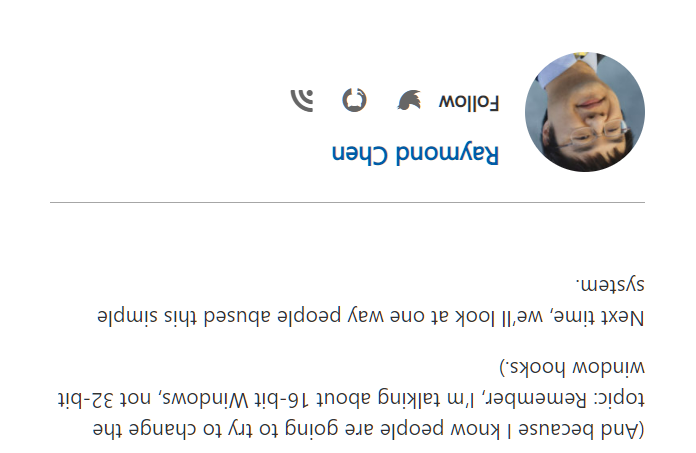 (And because I know people are going to try to change the
topic: Remember, I’m talking about 16-bit Windows, not 32-bit
window hooks.)
Next time, we’ll look at one way people abused this simple
system.
Raymond Chen
Follow